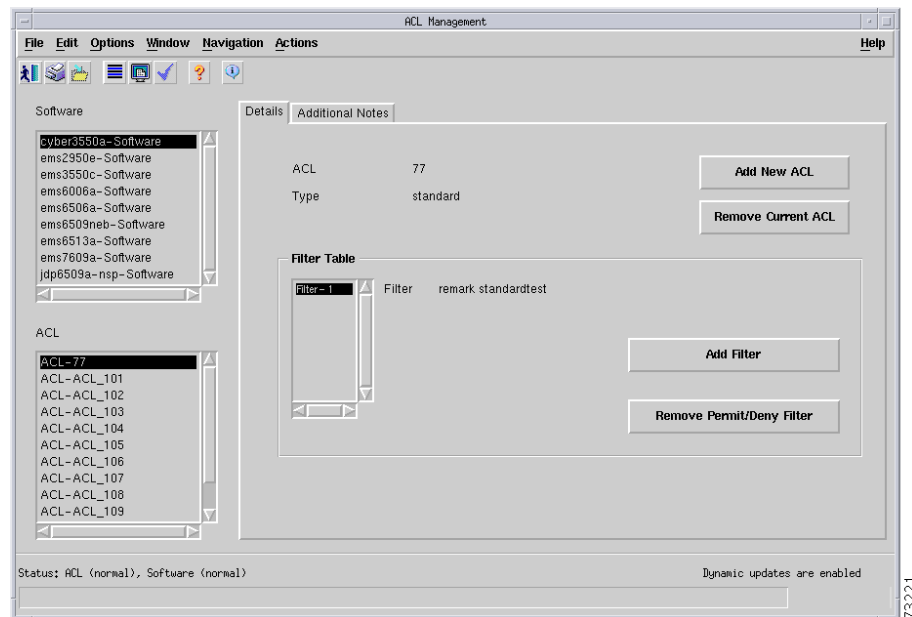 ACL Management
File Edit Options Window Navigation Actions Help
Software
cyber3550a-Software
ems2950e-Software
ems3550c-Software
ems6006a-Software
ems6506a-Software
ems6509neb-Software
ems6513a-Software
ems7609a-Software
jdp6509a-nsp-Software
ACL
ACL-77
ACL-ACL_101
ACL-ACL_102
ACL-ACL_103
ACL-ACL_104
ACL-ACL_105
ACL-ACL_106
ACL-ACL_107
ACL-ACL_108
ACL-ACL_109
Details Additional Notes
ACL 77
Type standard
Add New ACL
Remove Current ACL
Filter Table
Filter-1
Filter remark standardtest
Add Filter
Remove Permit/Deny Filter
Status: ACL (normal), Software (normal)
Dynamic updates are enabled
73221